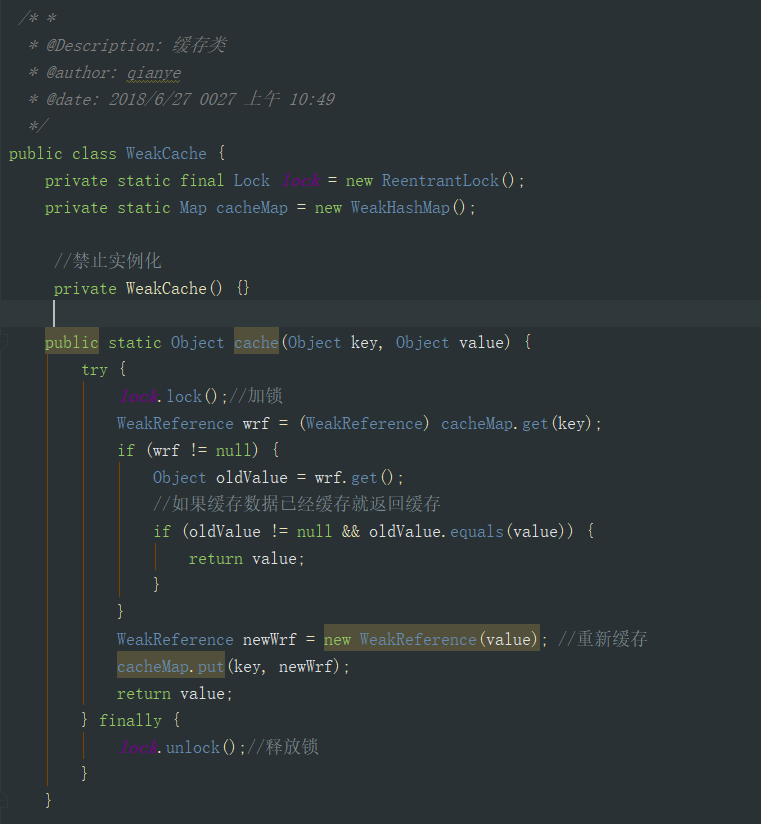 /* *
 * @Description: 缓存类
 * @author: qianye
 * @date: 2018/6/27 0027 上午 10:49
 */
public class WeakCache {
    private static final Lock lock = new ReentrantLock();
    private static Map cacheMap = new WeakHashMap();
     //禁止实例化
     private WeakCache() {}
    public static Object cache(Object key, Object value) {
        try {
            lock.lock();//加锁
            WeakReference wrf = (WeakReference) cacheMap.get(key);
            if (wrf != null) {
                Object oldValue = wrf.get();
                //如果缓存数据已经缓存就返回缓存
                if (oldValue != null && oldValue.equals(value)) {
                    return value;
                }
            }
            WeakReference newWrf = new WeakReference(value); //重新缓存
            cacheMap.put(key, newWrf);
            return value;
        } finally {
            lock.unlock();//释放锁
        }
    }